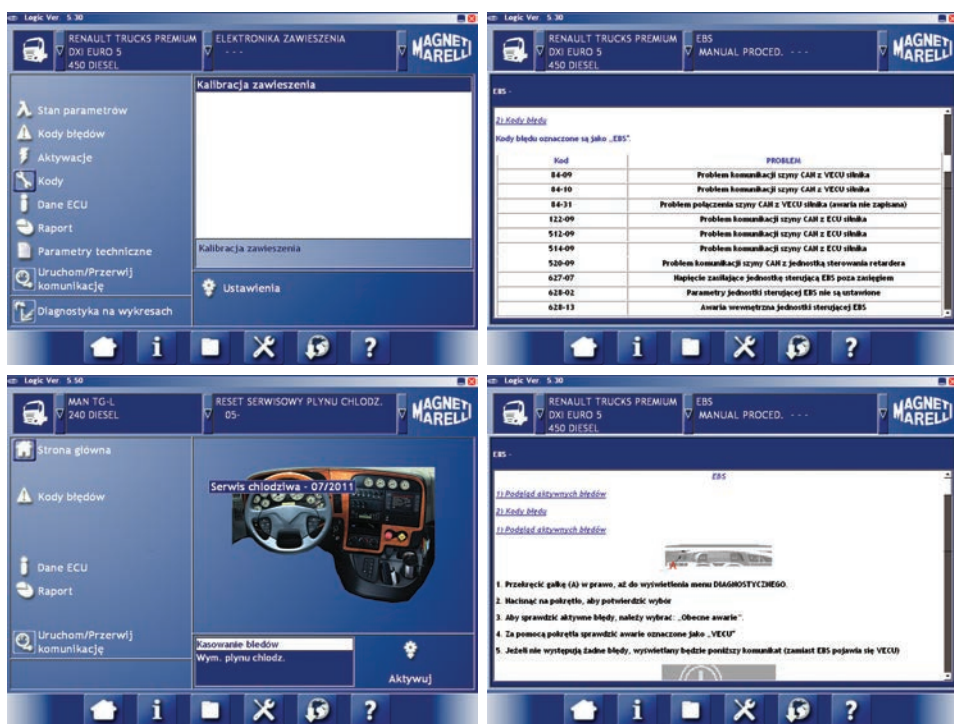 Logic Ver. 5.30
RENAULT TRUCKS PREMIUM
DXI EURO 5
450 DIESEL
ELEKTRONIKA ZAWIESZENIA
- - -
MAGNETI
MARELLI
Kalibracja zawieszenia
Stan parametrów
Kody błędów
Aktywacje
Kody
Dane ECU
Raport
Parametry techniczne
Uruchom/Przerwij
komunikację
Diagnostyka na wykresach
Kalibracja zawieszenia
Ustawienia
i
?
Logic Ver. 5.30
RENAULT TRUCKS PREMIUM
DXI EURO 5
450 DIESEL
EBS
MANUAL PROCED. - - -
MAGNETI
MARELLI
EBS -
2) Kody błędu
Kody błędu oznaczone są jako „EBS".
Kod PROBLEM
84-09 Problem komunikacji szyny CAN z VECU silnika
84-10 Problem komunikacji szyny CAN z VECU silnika
84-31 Problem połączenia szyny CAN z VECU silnika (awaria nie zapisana)
122-09 Problem komunikacji szyny CAN z ECU silnika
512-09 Problem komunikacji szyny CAN z ECU silnika
514-09 Problem komunikacji szyny CAN z ECU silnika
520-09 Problem komunikacji szyny CAN z jednostką sterowania retardera
627-07 Napięcie zasilające jednostkę sterującą EBS poza zasięgiem
628-02 Parametry jednostki sterującej EBS nie są ustawione
628-13 Awaria wewnętrzna jednostki sterującej EBS
i
?
Logic Ver. 5.50
MAN TG-L
240 DIESEL
RESET SERWISOWY PLYNU CHLODZ.
05-
MAGNETI
MARELLI
Strona główna
Kody błędów
Dane ECU
Raport
Uruchom/Przerwij
komunikację
Serwis chlodziwa - 07/2011
Kasowanie bledów
Wym. plynu chlodz.
Aktywuj
i
?
Logic Ver. 5.30
RENAULT TRUCKS PREMIUM
DXI EURO 5
450 DIESEL
EBS
MANUAL PROCED. - - -
MAGNETI
MARELLI
EBS -
EBS
1) Podgląd aktywnych błędów
2) Kody błędu
1) Podgląd aktywnych błędów
A
1. Przekręcić gałkę (A) w prawo, aż do wyświetlenia menu DIAGNOSTYCZNEGO.
2. Nacisnąć na pokrętło, aby potwierdzić wybór
3. Aby sprawdzić aktywne błędy, należy wybrać: „Obecne awarie".
4. Za pomocą pokrętła sprawdzić awarie oznaczone jako „VECU"
5. Jeżeli nie występują żadne błędy, wyświetlany będzie poniższy komunikat (zamiast EBS pojawia się VECU)
i
?